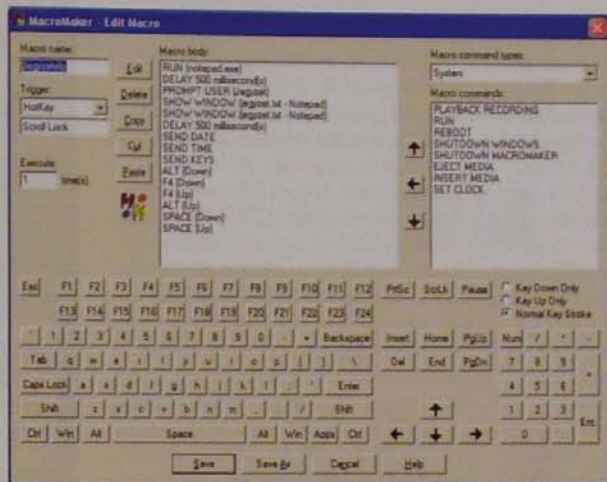 MacroMaker - Edit Macro
Macro name:
Trigger:
HotKey
Scroll Lock
Execute:
1 time(s)
Edit
Delete
Copy
Cut
Paste
Macro body:
RUN (notepad.exe)
DELAY 500 millisecond(s)
PROMPT USER
SHOW WINDOW
SHOW WINDOW
DELAY 500 millisecond(s)
SEND DATE
SEND TIME
SEND KEYS
ALT (Down)
F4 (Down)
F4 (Up)
ALT (Up)
SPACE (Down)
SPACE (Up)
Macro command types:
System
Macro commands:
PLAYBACK RECORDING
RUN
REBOOT
SHUTDOWN WINDOWS
SHUTDOWN MACROMAKER
EJECT MEDIA
INSERT MEDIA
SET CLOCK
Esc F1 F2 F3 F4 F5 F6 F7 F8 F9 F10 F11 F12 PrtSc ScrLk Pause
Key Down Only
Key Up Only
Normal Key Stroke
F13 F14 F15 F16 F17 F18 F19 F20 F21 F22 F23 F24
` 1 2 3 4 5 6 7 8 9 0 - = Backspace Insert Home PgUp Num / * -
Tab q w e r t y u i o p [ ] \ Del End PgDn 7 8 9 +
Caps Lock a s d f g h j k l ; ' Enter 4 5 6
Shift z x c v b n m , . / Shift 1 2 3 Ent
Ctrl Win Alt Space Alt Win Apps Ctrl 0 .
Save Save As Cancel Help